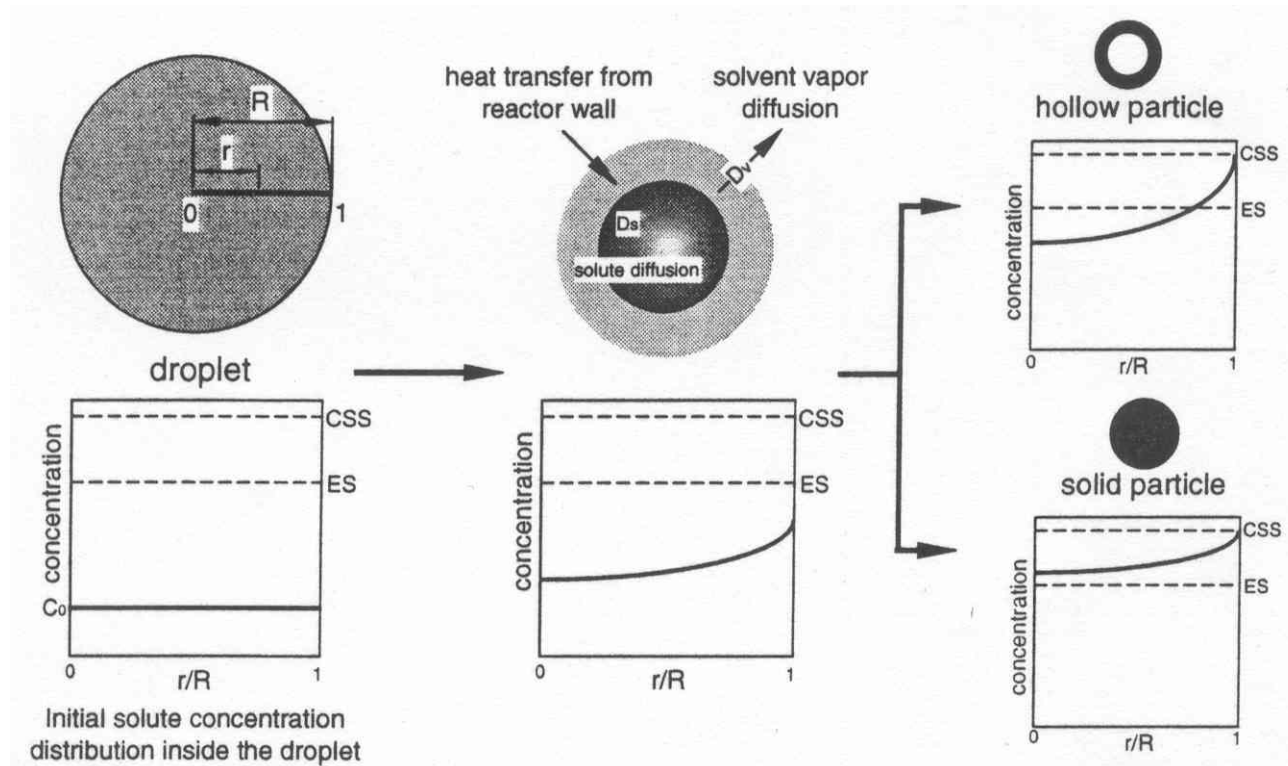 R
r
0
1
droplet
CSS
ES
concentration
C₀
0
1
r/R
Initial solute concentration
distribution inside the droplet
heat transfer from
reactor wall
solvent vapor
diffusion
Dv
Ds
solute diffusion
CSS
ES
concentration
0
1
r/R
hollow particle
CSS
ES
concentration
0
1
r/R
solid particle
CSS
ES
concentration
0
1
r/R